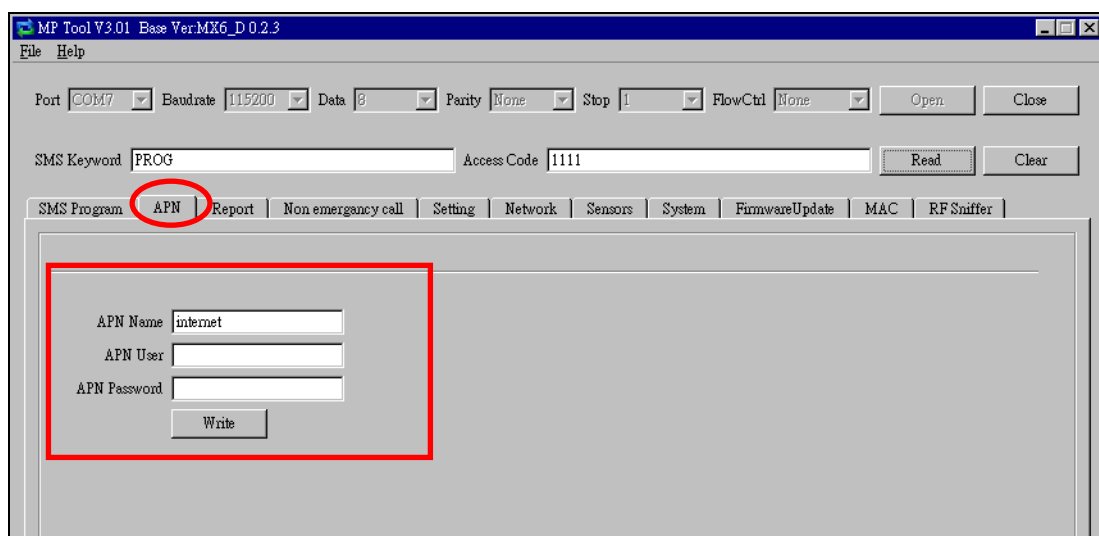 MP Tool V3.01 Base Ver:MX6_D 0.2.3
File Help
Port COM7 Baudrate 115200 Data 8 Parity None Stop 1 FlowCtrl None Open Close
SMS Keyword PROG Access Code 1111 Read Clear
SMS Program APN Report Non emergancy call Setting Network Sensors System FirmwareUpdate MAC RF Sniffer
APN Name internet
APN User
APN Password
Write